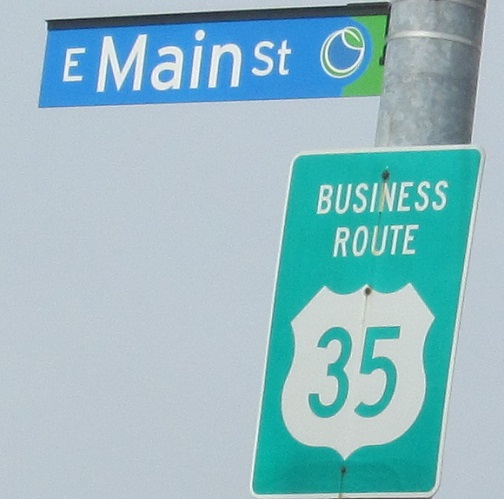 E Main St
BUSINESS
ROUTE
35